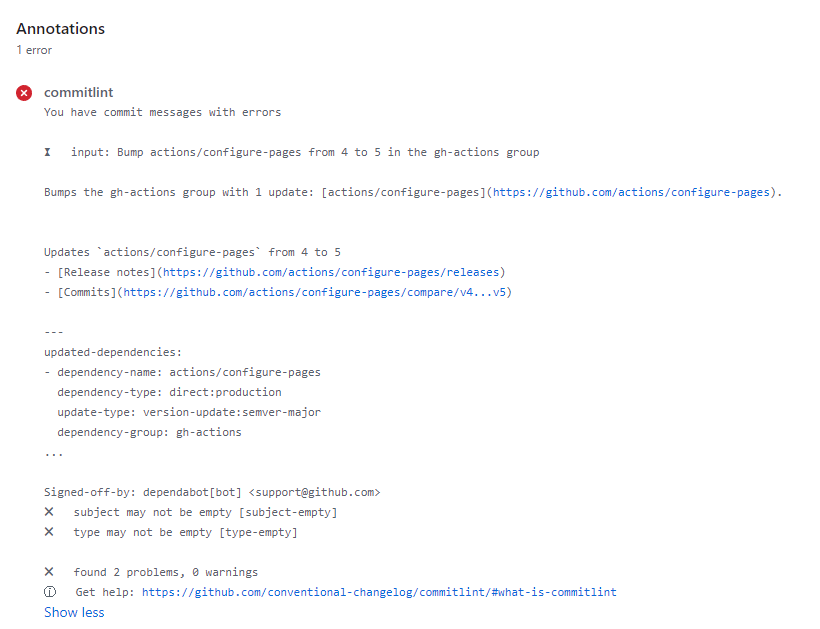 Annotations
1 error
commitlint
You have commit messages with errors
⧗ input: Bump actions/configure-pages from 4 to 5 in the gh-actions group
Bumps the gh-actions group with 1 update: [actions/configure-pages](https://github.com/actions/configure-pages).
Updates `actions/configure-pages` from 4 to 5
- [Release notes](https://github.com/actions/configure-pages/releases)
- [Commits](https://github.com/actions/configure-pages/compare/v4...v5)
---
updated-dependencies:
- dependency-name: actions/configure-pages
  dependency-type: direct:production
  update-type: version-update:semver-major
  dependency-group: gh-actions
...
Signed-off-by: dependabot[bot] <support@github.com>
✕ subject may not be empty [subject-empty]
✕ type may not be empty [type-empty]
✕ found 2 problems, 0 warnings
ⓘ Get help: https://github.com/conventional-changelog/commitlint/#what-is-commitlint
Show less